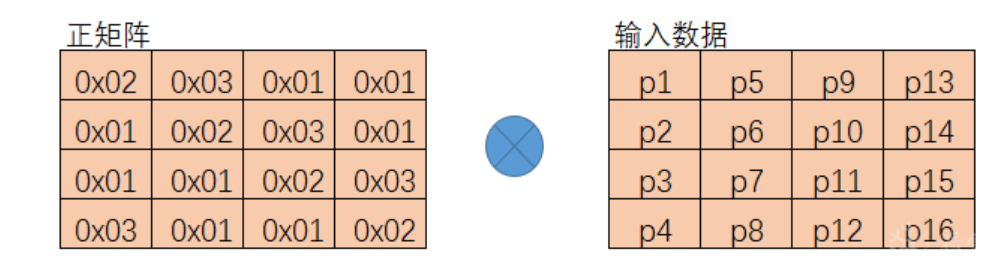 正矩阵 输入数据
0x02 0x03 0x01 0x01 p1 p5 p9 p13
0x01 0x02 0x03 0x01 p2 p6 p10 p14
0x01 0x01 0x02 0x03 p3 p7 p11 p15
0x03 0x01 0x01 0x02 p4 p8 p12 p16